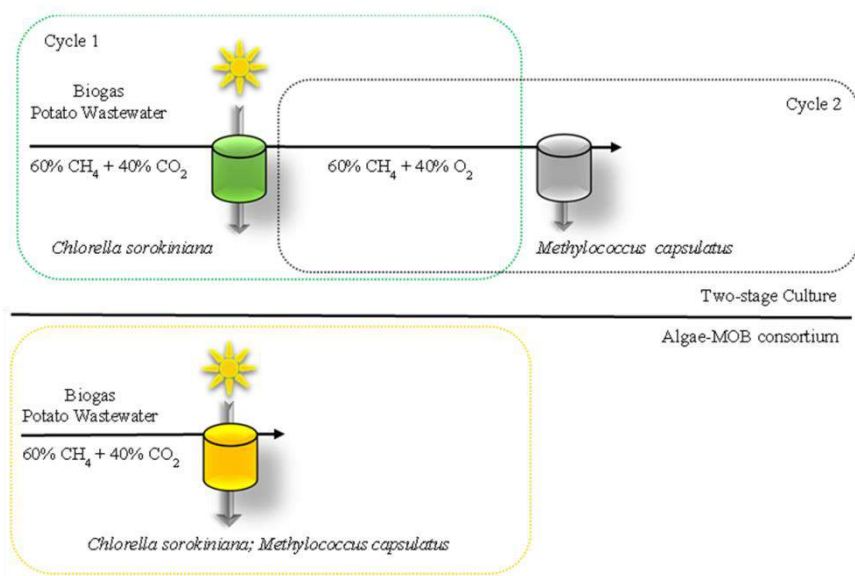 Cycle 1
Biogas
Potato Wastewater
Cycle 2
60% CH₄ + 40% CO₂
60% CH₄ + 40% O₂
Chlorella sorokiniana
Methylococcus capsulatus
Two-stage Culture
Algae-MOB consortium
Biogas
Potato Wastewater
60% CH₄ + 40% CO₂
Chlorella sorokiniana; Methylococcus capsulatus